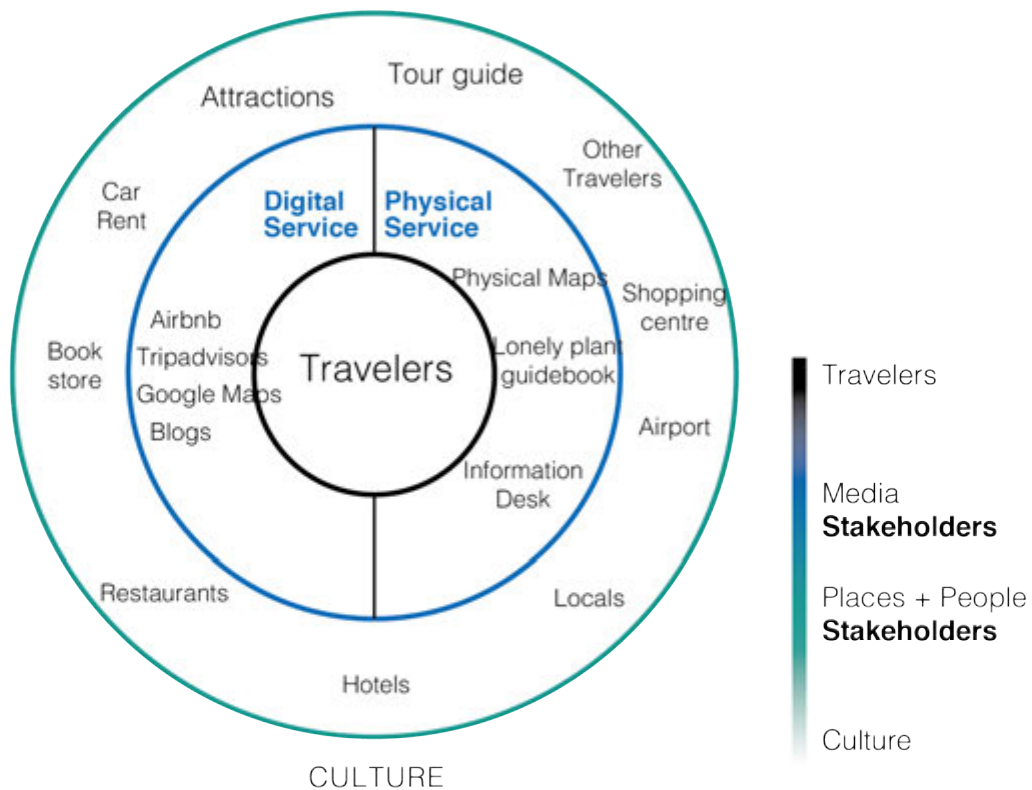 Tour guide
Attractions
Other
Travelers
Car
Rent
Digital
Service
Physical
Service
Physical Maps
Shopping
centre
Airbnb
Tripadvisors
Google Maps
Blogs
Book
store
Travelers
Lonely plant
guidebook
Airport
Information
Desk
Restaurants
Locals
Hotels
CULTURE
Travelers
Media
Stakeholders
Places + People
Stakeholders
Culture